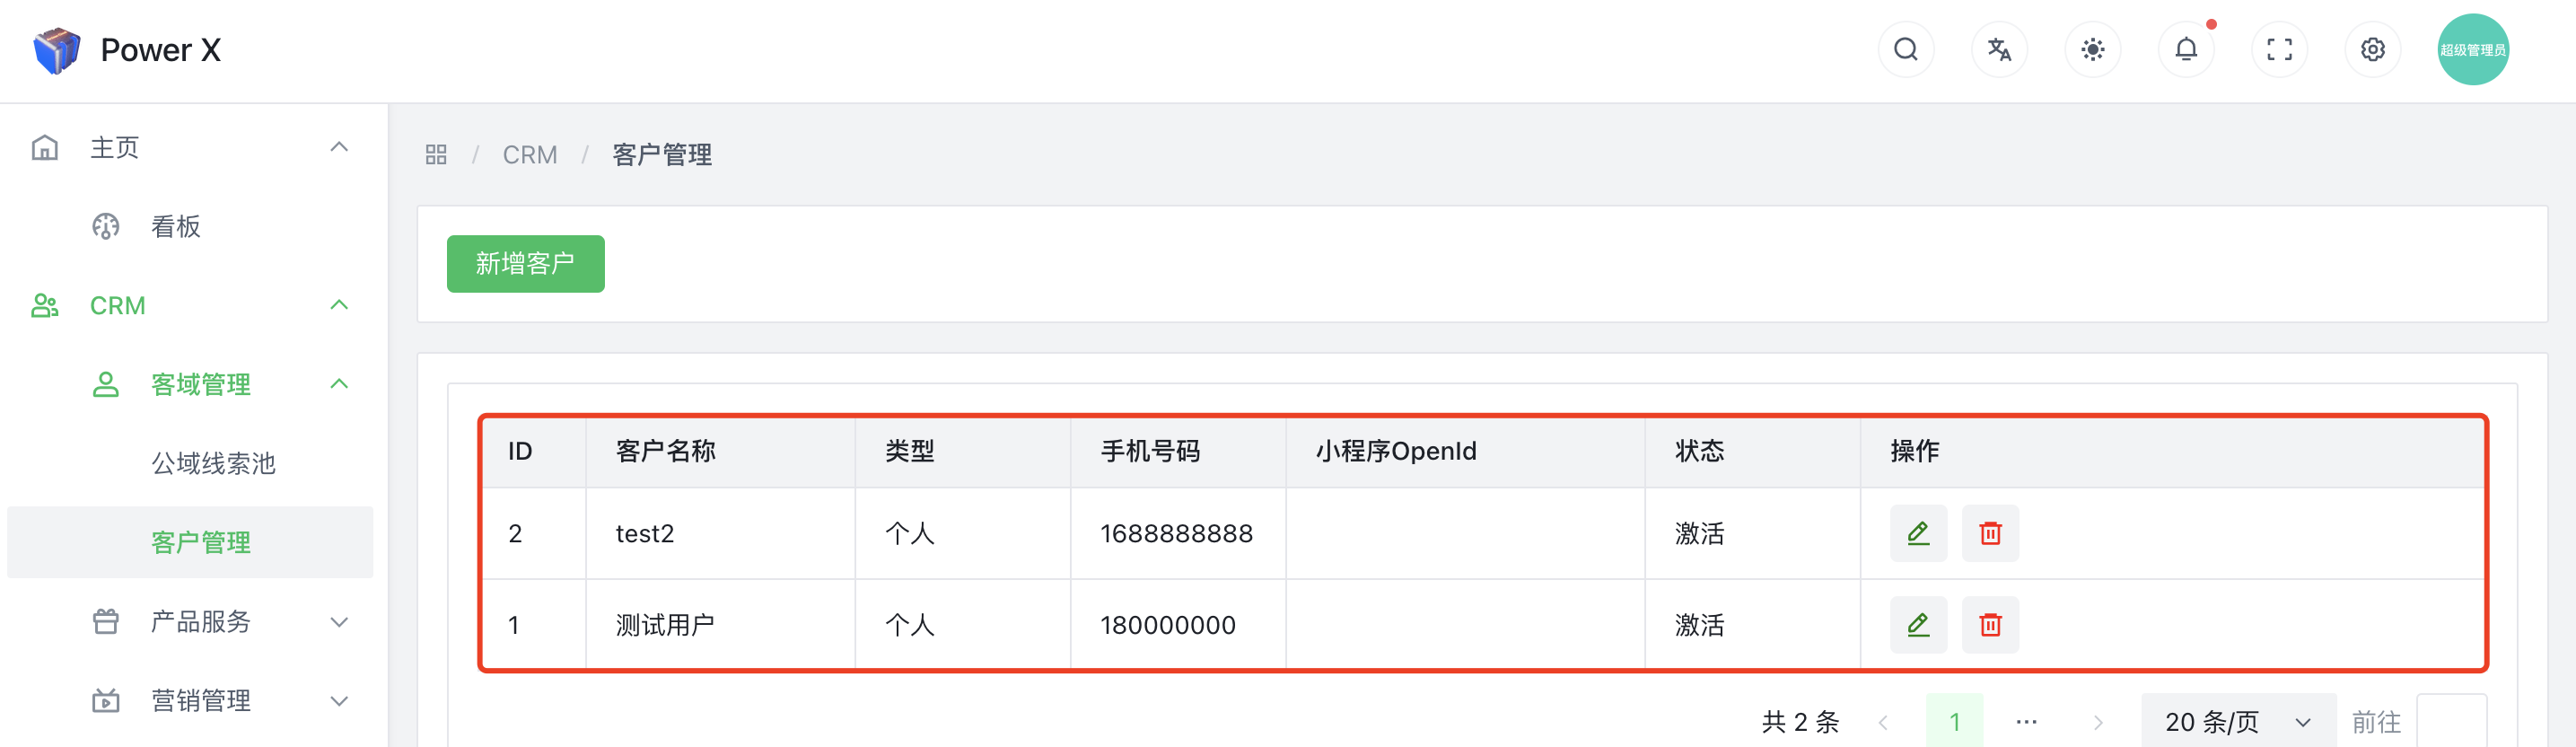 Power X
超级管理员
主页
看板
CRM
客域管理
公域线索池
客户管理
产品服务
营销管理
/ CRM / 客户管理
新增客户
ID 客户名称 类型 手机号码 小程序OpenId 状态 操作
2 test2 个人 1688888888 激活
1 测试用户 个人 180000000 激活
共 2 条 1 ··· 20 条/页 前往